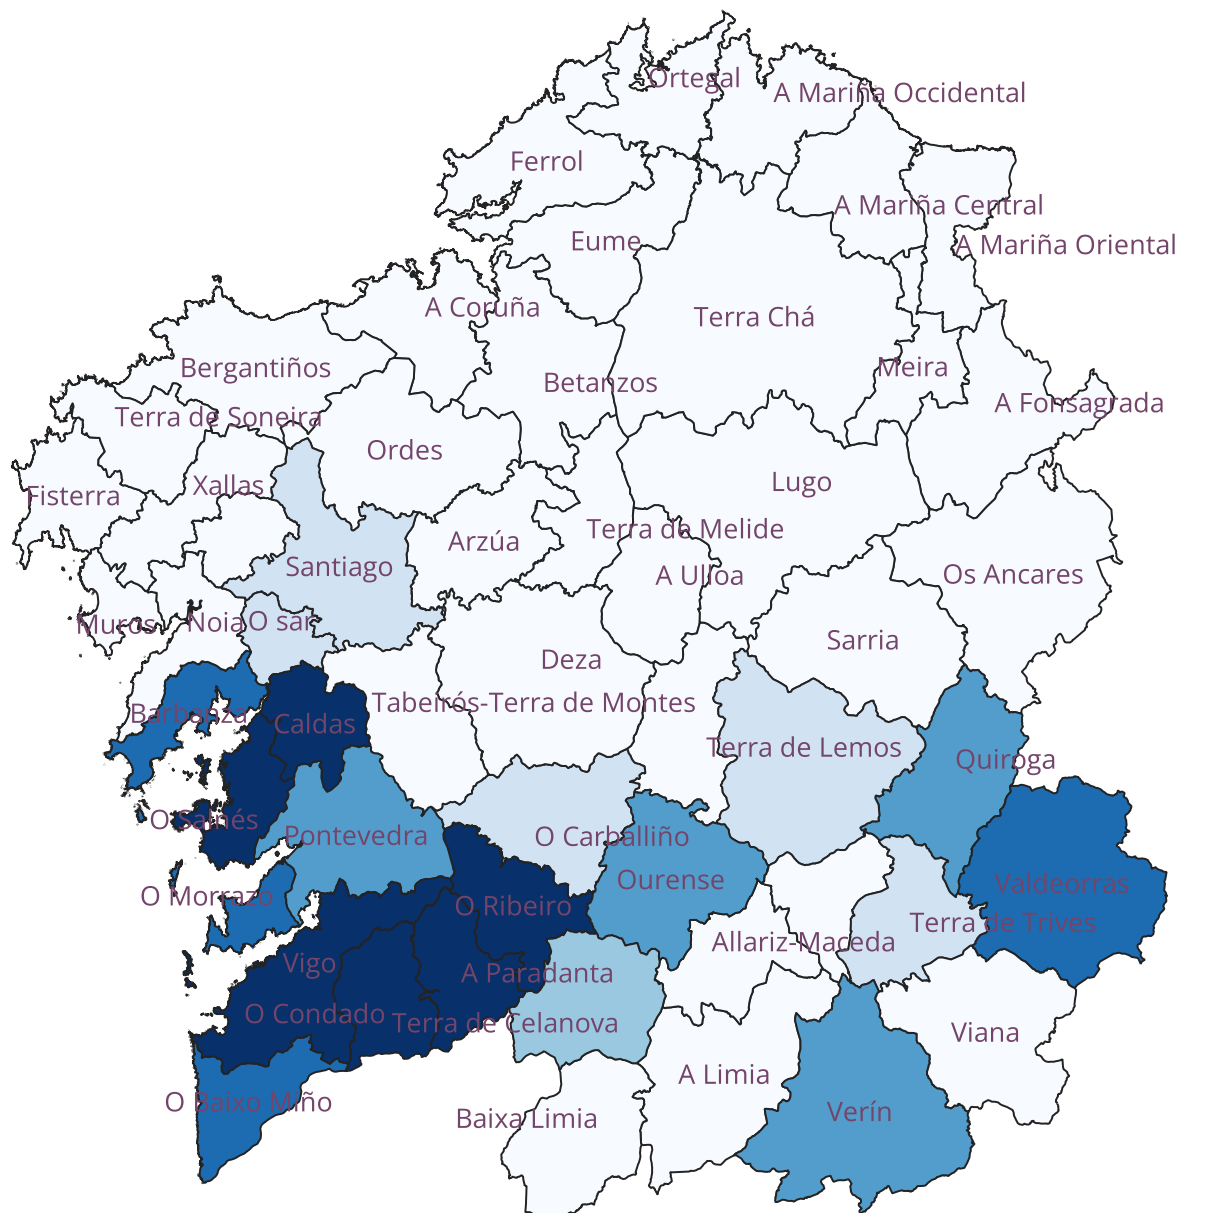 Ortegal
A Mariña Occidental
Ferrol
A Mariña Central
Eume
A Mariña Oriental
A Coruña
Terra Chá
Bergantiños
Meira
Betanzos
A Fonsagrada
Terra de Soneira
Ordes
Xallas
Lugo
Fisterra
Terra de Melide
Arzúa
Santiago
A Ulloa
Os Ancares
Muros
Noia
O sar
Sarria
Deza
Tabeirós-Terra de Montes
Barbanza
Caldas
Terra de Lemos
Quiroga
O Salnés
Pontevedra
O Carballiño
Ourense
Valdeorras
O Morrazo
O Ribeiro
Terra de Trives
Allariz-Maceda
Vigo
A Paradanta
O Condado
Terra de Celanova
Viana
A Limia
O Baixo Miño
Baixa Limia
Verín